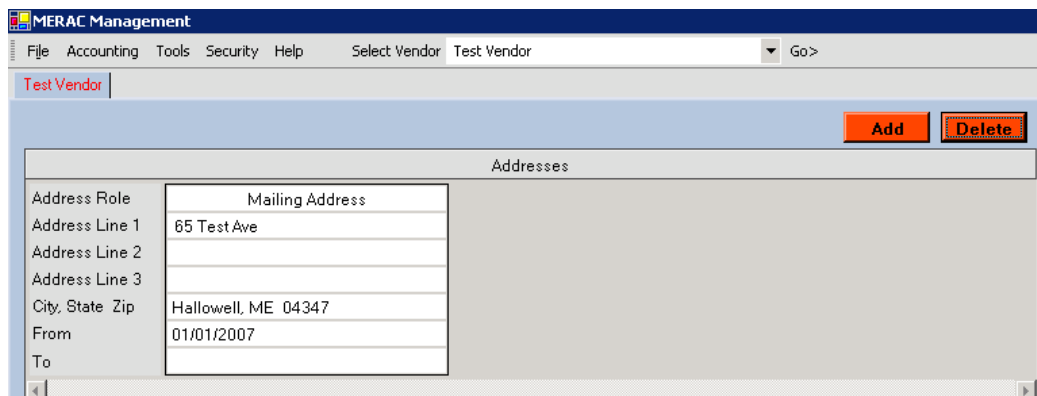 MERAC Management
File Accounting Tools Security Help Select Vendor Test Vendor Go>
Test Vendor
Add Delete
Addresses
Address Role Mailing Address
Address Line 1 65 Test Ave
Address Line 2
Address Line 3
City, State Zip Hallowell, ME 04347
From 01/01/2007
To